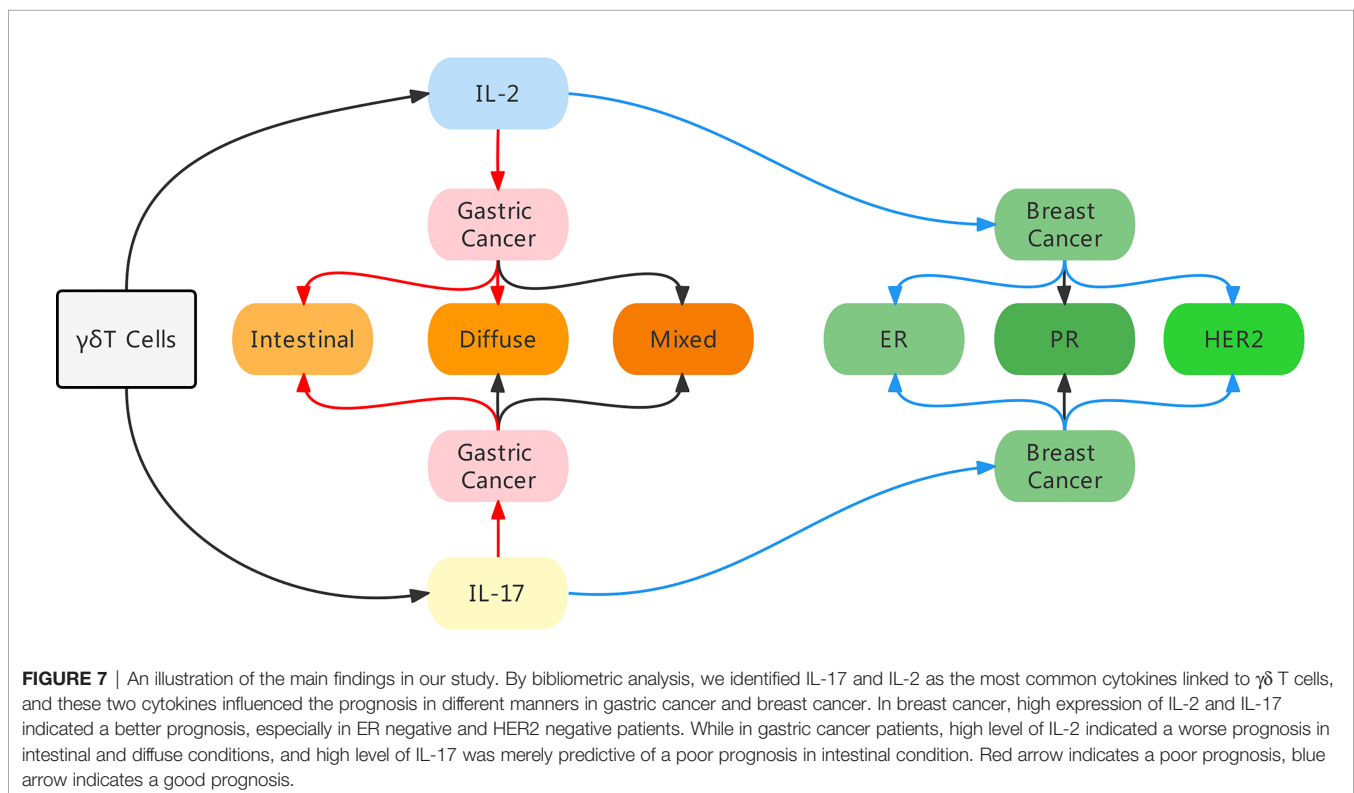 IL-2
Gastric
Cancer
Breast
Cancer
γδT Cells
Intestinal
Diffuse
Mixed
ER
PR
HER2
Gastric
Cancer
Breast
Cancer
IL-17
FIGURE 7 | An illustration of the main findings in our study. By bibliometric analysis, we identified IL-17 and IL-2 as the most common cytokines linked to γδ T cells,
and these two cytokines influenced the prognosis in different manners in gastric cancer and breast cancer. In breast cancer, high expression of IL-2 and IL-17
indicated a better prognosis, especially in ER negative and HER2 negative patients. While in gastric cancer patients, high level of IL-2 indicated a worse prognosis in
intestinal and diffuse conditions, and high level of IL-17 was merely predictive of a poor prognosis in intestinal condition. Red arrow indicates a poor prognosis, blue
arrow indicates a good prognosis.